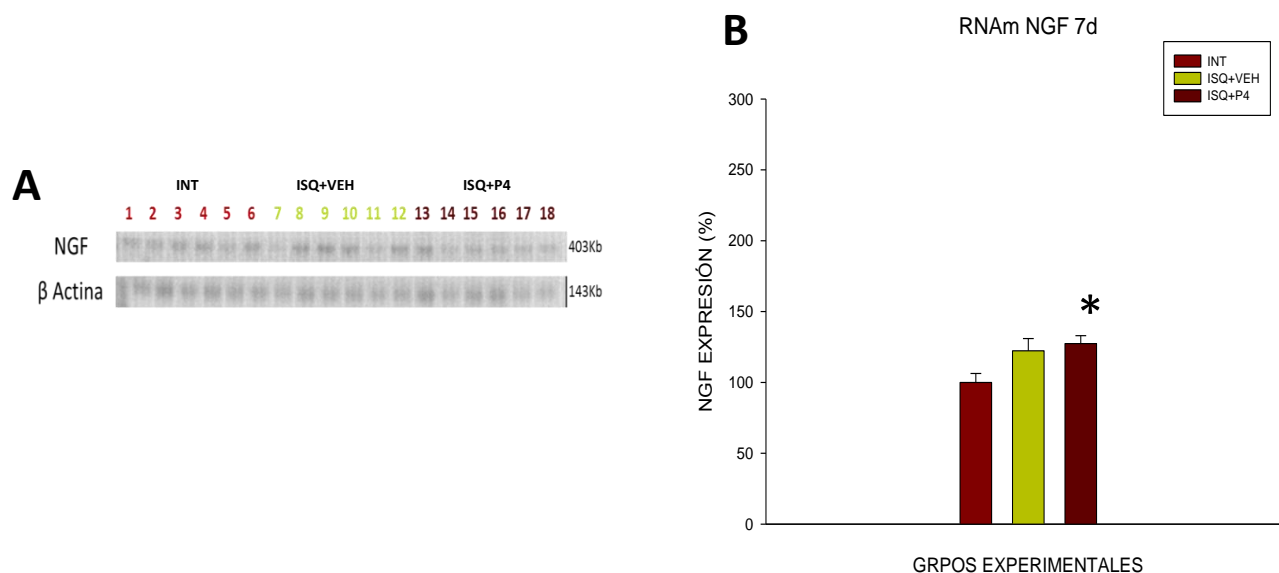 A
INT ISQ+VEH ISQ+P4
1 2 3 4 5 6 7 8 9 10 11 12 13 14 15 16 17 18
NGF 403Kb
β Actina 143Kb
B
RNAm NGF 7d
INT
ISQ+VEH
ISQ+P4
NGF EXPRESIÓN (%)
300
250
200
150
100
50
0
*
GRPOS EXPERIMENTALES